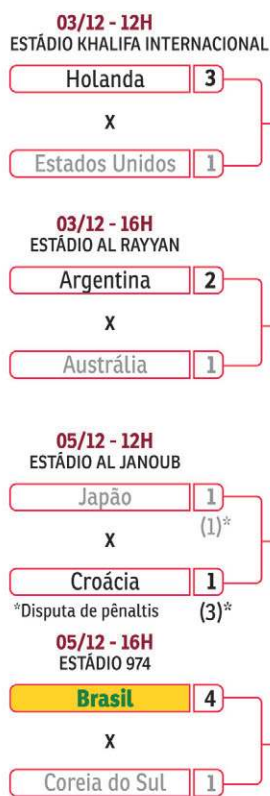 03/12 - 12H
ESTÁDIO KHALIFA INTERNACIONAL
Holanda 3
X
Estados Unidos 1
03/12 - 16H
ESTÁDIO AL RAYYAN
Argentina 2
X
Austrália 1
05/12 - 12H
ESTÁDIO AL JANOUB
Japão 1
(1)*
X
Croácia 1
*Disputa de pênaltis (3)*
05/12 - 16H
ESTÁDIO 974
Brasil 4
X
Coreia do Sul 1